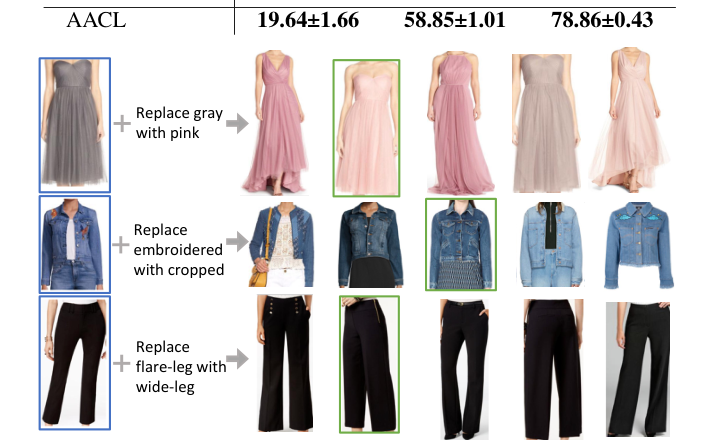 AACL 19.64±1.66 58.85±1.01 78.86±0.43
Replace gray
with pink
Replace
embroidered
with cropped
Replace
flare-leg with
wide-leg